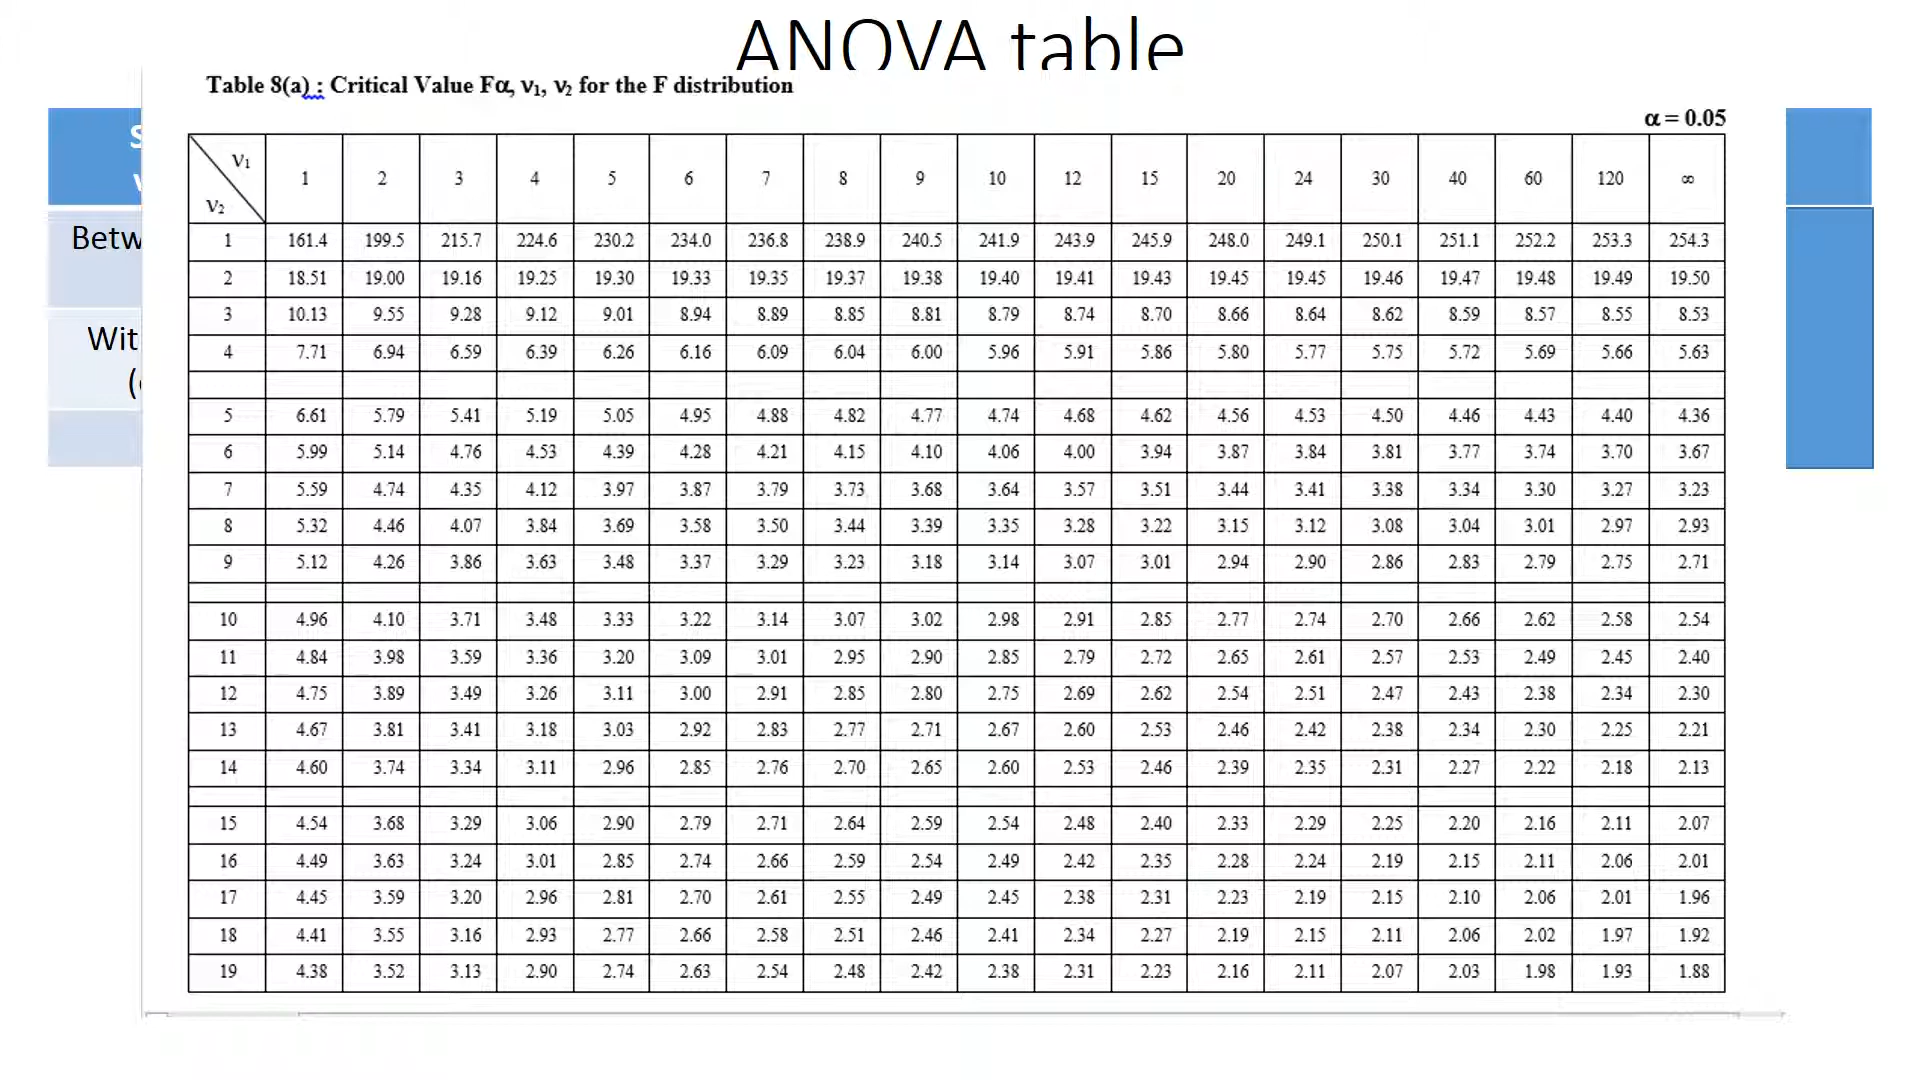 ANOVA table
Table 8(a) : Critical Value Fα, ν₁, ν₂ for the F distribution
α = 0.05
ν₁
ν₂
1 2 3 4 5 6 7 8 9 10 12 15 20 24 30 40 60 120 ∞
1 161.4 199.5 215.7 224.6 230.2 234.0 236.8 238.9 240.5 241.9 243.9 245.9 248.0 249.1 250.1 251.1 252.2 253.3 254.3
2 18.51 19.00 19.16 19.25 19.30 19.33 19.35 19.37 19.38 19.40 19.41 19.43 19.45 19.45 19.46 19.47 19.48 19.49 19.50
3 10.13 9.55 9.28 9.12 9.01 8.94 8.89 8.85 8.81 8.79 8.74 8.70 8.66 8.64 8.62 8.59 8.57 8.55 8.53
4 7.71 6.94 6.59 6.39 6.26 6.16 6.09 6.04 6.00 5.96 5.91 5.86 5.80 5.77 5.75 5.72 5.69 5.66 5.63
5 6.61 5.79 5.41 5.19 5.05 4.95 4.88 4.82 4.77 4.74 4.68 4.62 4.56 4.53 4.50 4.46 4.43 4.40 4.36
6 5.99 5.14 4.76 4.53 4.39 4.28 4.21 4.15 4.10 4.06 4.00 3.94 3.87 3.84 3.81 3.77 3.74 3.70 3.67
7 5.59 4.74 4.35 4.12 3.97 3.87 3.79 3.73 3.68 3.64 3.57 3.51 3.44 3.41 3.38 3.34 3.30 3.27 3.23
8 5.32 4.46 4.07 3.84 3.69 3.58 3.50 3.44 3.39 3.35 3.28 3.22 3.15 3.12 3.08 3.04 3.01 2.97 2.93
9 5.12 4.26 3.86 3.63 3.48 3.37 3.29 3.23 3.18 3.14 3.07 3.01 2.94 2.90 2.86 2.83 2.79 2.75 2.71
10 4.96 4.10 3.71 3.48 3.33 3.22 3.14 3.07 3.02 2.98 2.91 2.85 2.77 2.74 2.70 2.66 2.62 2.58 2.54
11 4.84 3.98 3.59 3.36 3.20 3.09 3.01 2.95 2.90 2.85 2.79 2.72 2.65 2.61 2.57 2.53 2.49 2.45 2.40
12 4.75 3.89 3.49 3.26 3.11 3.00 2.91 2.85 2.80 2.75 2.69 2.62 2.54 2.51 2.47 2.43 2.38 2.34 2.30
13 4.67 3.81 3.41 3.18 3.03 2.92 2.83 2.77 2.71 2.67 2.60 2.53 2.46 2.42 2.38 2.34 2.30 2.25 2.21
14 4.60 3.74 3.34 3.11 2.96 2.85 2.76 2.70 2.65 2.60 2.53 2.46 2.39 2.35 2.31 2.27 2.22 2.18 2.13
15 4.54 3.68 3.29 3.06 2.90 2.79 2.71 2.64 2.59 2.54 2.48 2.40 2.33 2.29 2.25 2.20 2.16 2.11 2.07
16 4.49 3.63 3.24 3.01 2.85 2.74 2.66 2.59 2.54 2.49 2.42 2.35 2.28 2.24 2.19 2.15 2.11 2.06 2.01
17 4.45 3.59 3.20 2.96 2.81 2.70 2.61 2.55 2.49 2.45 2.38 2.31 2.23 2.19 2.15 2.10 2.06 2.01 1.96
18 4.41 3.55 3.16 2.93 2.77 2.66 2.58 2.51 2.46 2.41 2.34 2.27 2.19 2.15 2.11 2.06 2.02 1.97 1.92
19 4.38 3.52 3.13 2.90 2.74 2.63 2.54 2.48 2.42 2.38 2.31 2.23 2.16 2.11 2.07 2.03 1.98 1.93 1.88